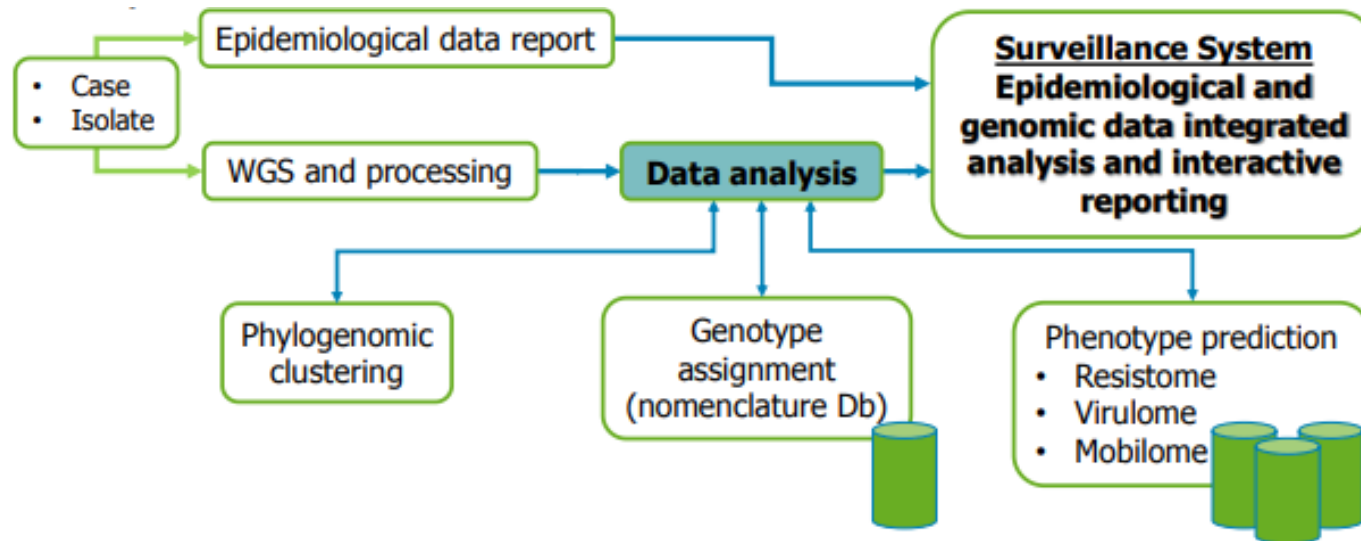 Epidemiological data report
• Case
• Isolate
WGS and processing
Data analysis
Surveillance System
Epidemiological and
genomic data integrated
analysis and interactive
reporting
Phylogenomic
clustering
Genotype
assignment
(nomenclature Db)
Phenotype prediction
• Resistome
• Virulome
• Mobilome